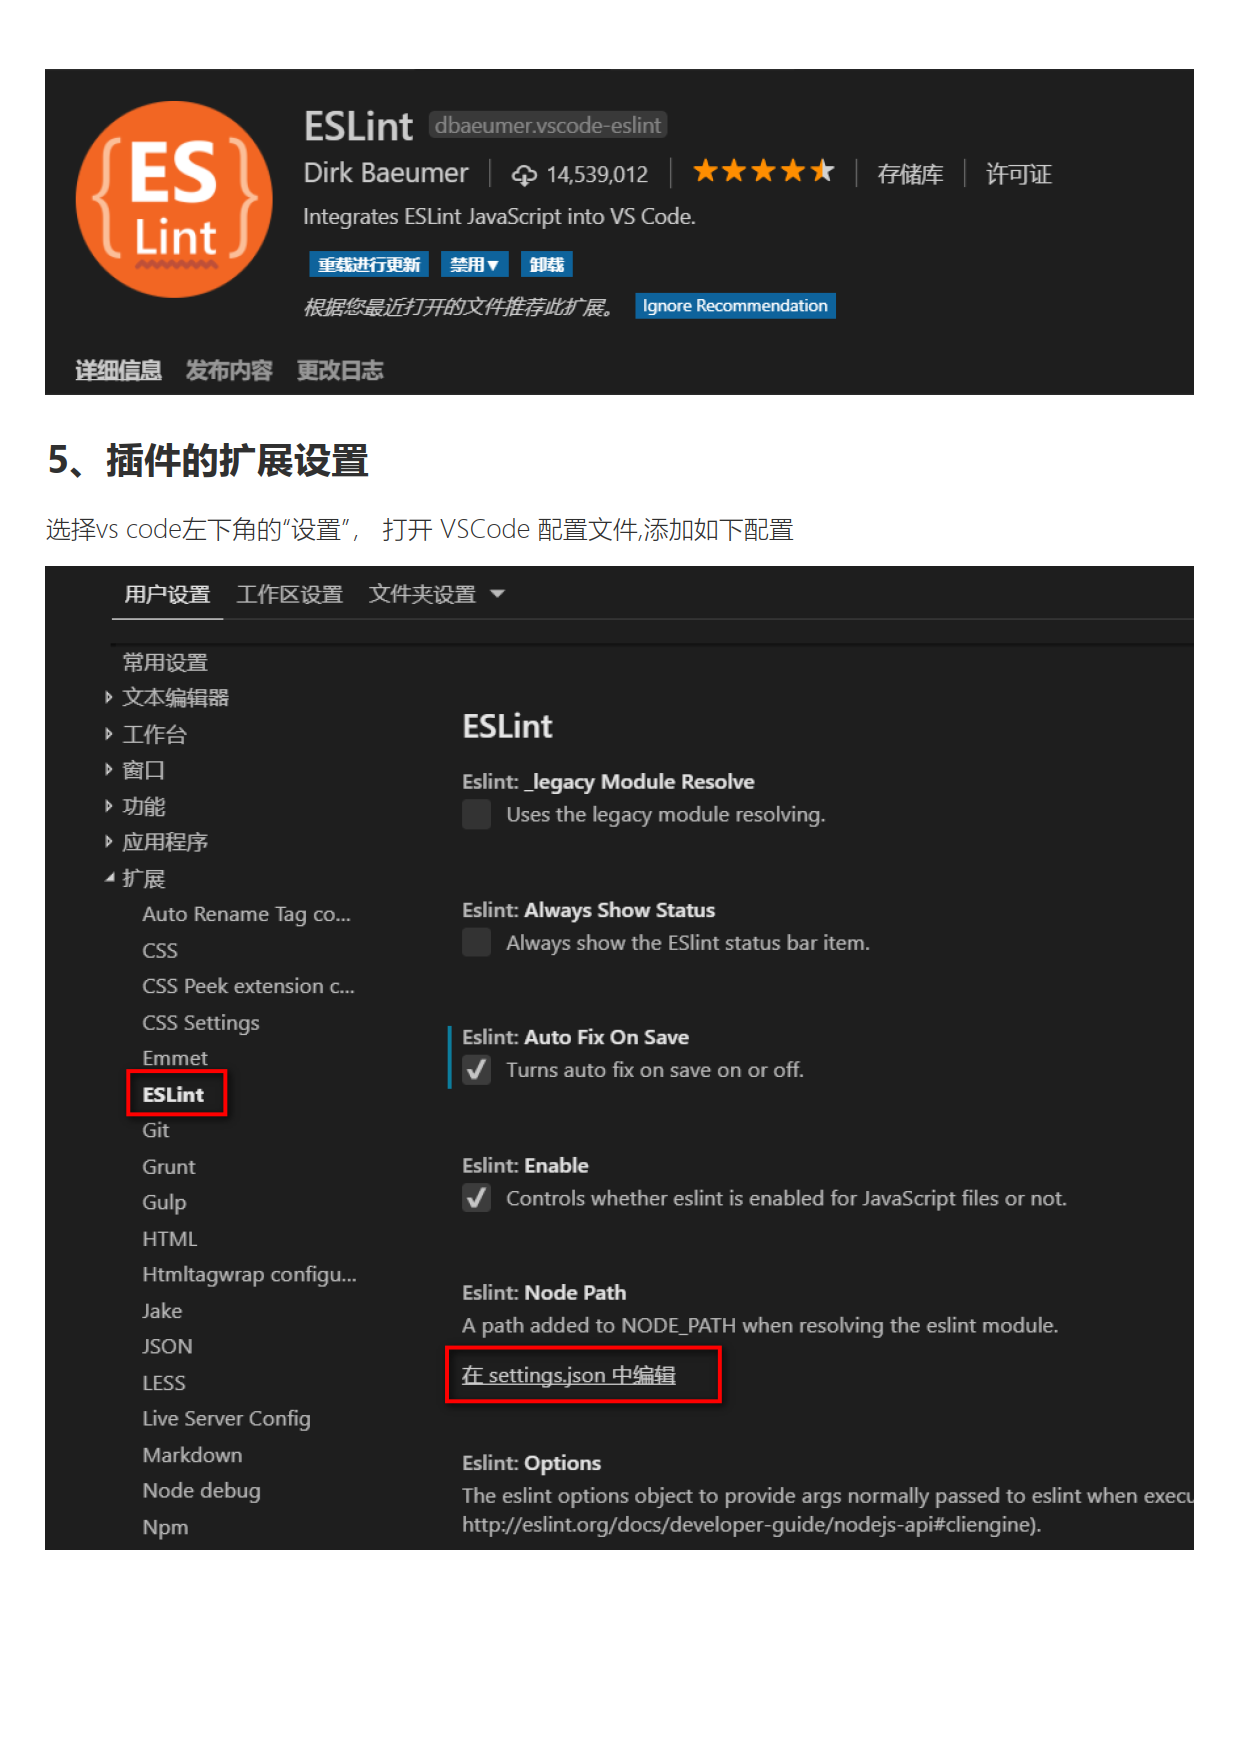 {ES}
Lint
ESLint dbaeumer.vscode-eslint
Dirk Baeumer 14,539,012 存储库 许可证
Integrates ESLint JavaScript into VS Code.
重载进行更新 禁用▼ 卸载
根据您最近打开的文件推荐此扩展。 Ignore Recommendation
详细信息 发布内容 更改日志
5、插件的扩展设置
选择vs code左下角的“设置”, 打开 VSCode 配置文件,添加如下配置
用户设置 工作区设置 文件夹设置
常用设置
文本编辑器
工作台
窗口
功能
应用程序
扩展
Auto Rename Tag co...
CSS
CSS Peek extension c...
CSS Settings
Emmet
ESLint
Git
Grunt
Gulp
HTML
Htmltagwrap configu...
Jake
JSON
LESS
Live Server Config
Markdown
Node debug
Npm
ESLint
Eslint: _legacy Module Resolve
Uses the legacy module resolving.
Eslint: Always Show Status
Always show the ESlint status bar item.
Eslint: Auto Fix On Save
Turns auto fix on save on or off.
Eslint: Enable
Controls whether eslint is enabled for JavaScript files or not.
Eslint: Node Path
A path added to NODE_PATH when resolving the eslint module.
在 settings.json 中编辑
Eslint: Options
The eslint options object to provide args normally passed to eslint when execu
http://eslint.org/docs/developer-guide/nodejs-api#cliengine).